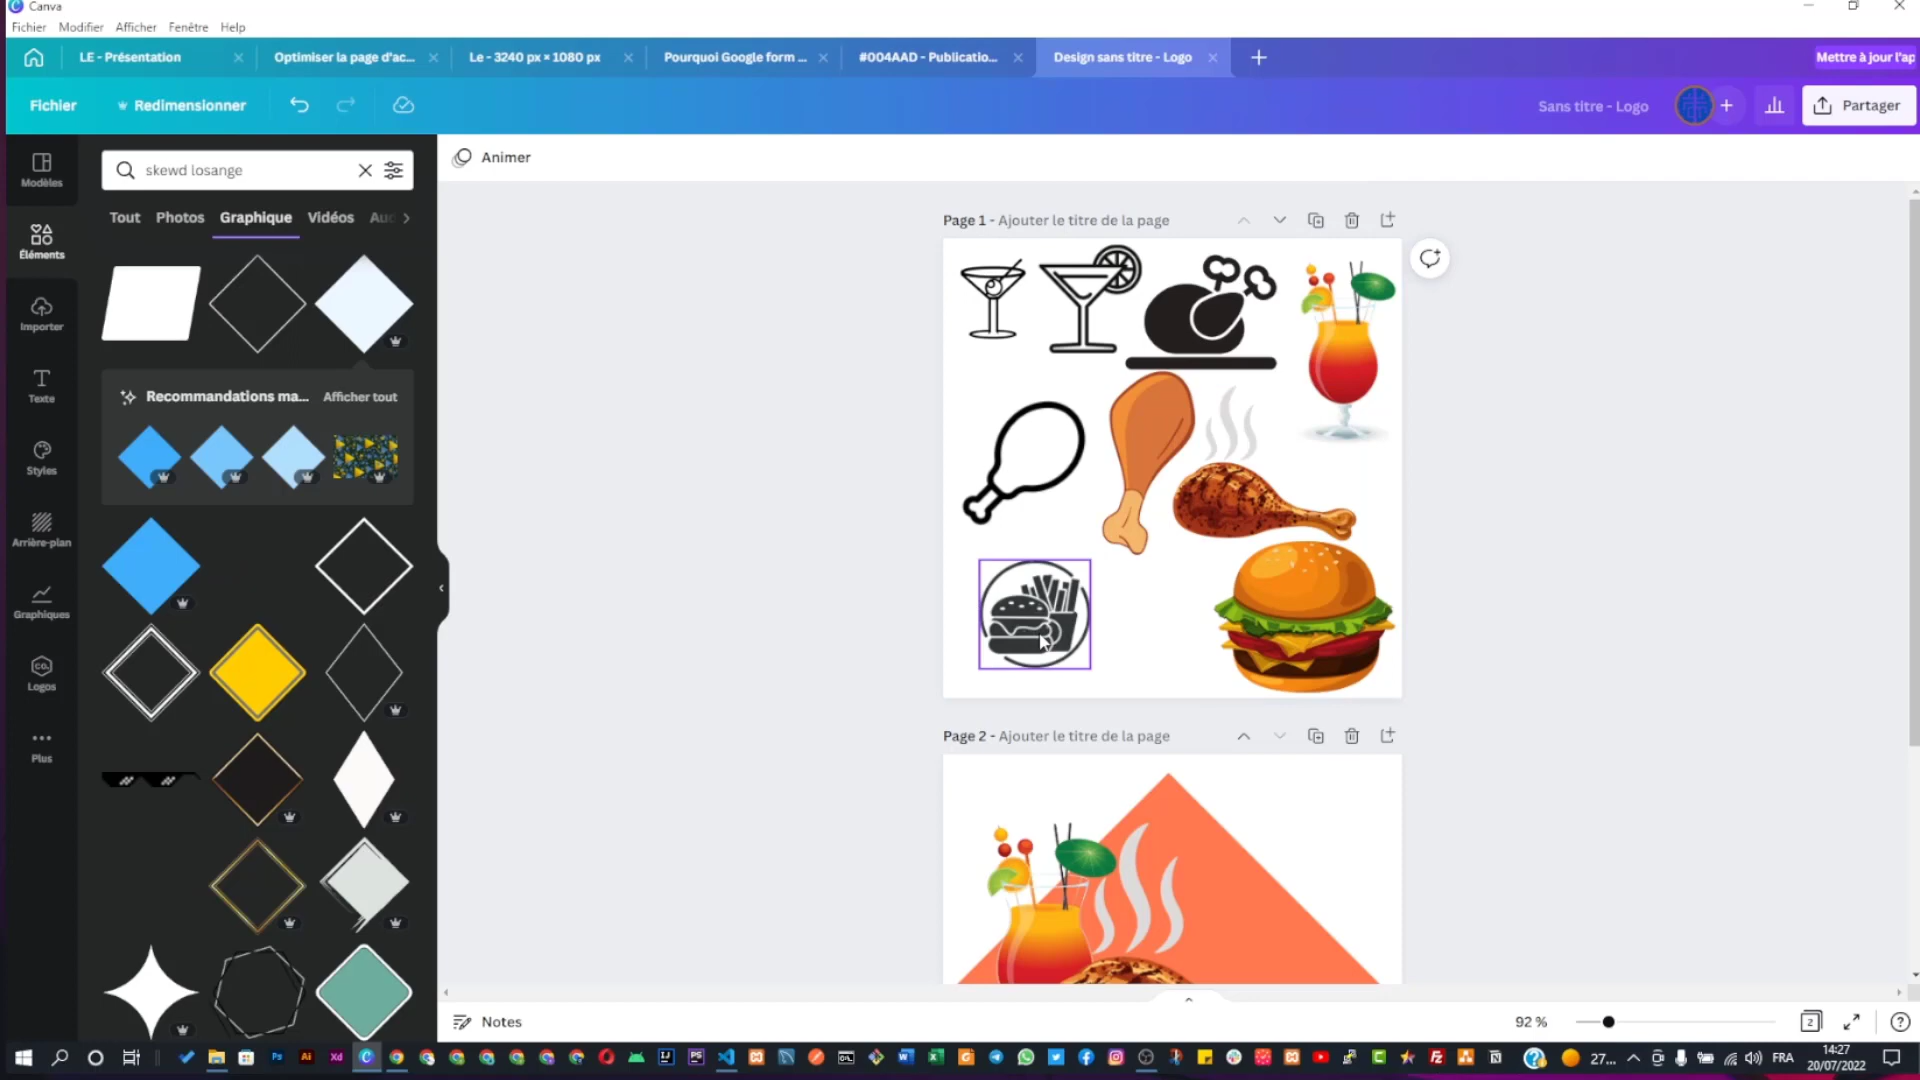 Canva
Fichier Modifier Afficher Fenêtre Help
LE - Présentation Optimiser la page d'ac... Le - 3240 px × 1080 px Pourquoi Google form ... #004AAD - Publicatio... Design sans titre - Logo Mettre à jour l'ap
Fichier Redimensionner Sans titre - Logo Partager
skewd losange
Animer
Modèles
Tout Photos Graphique Vidéos Auc
Page 1 - Ajouter le titre de la page
Éléments
Importer
Recommandations ma... Afficher tout
Texte
Styles
Arrière-plan
Graphiques
CO.
Logos
Page 2 - Ajouter le titre de la page
Plus
Notes 92 % 2
27... FRA 14:27
20/07/2022